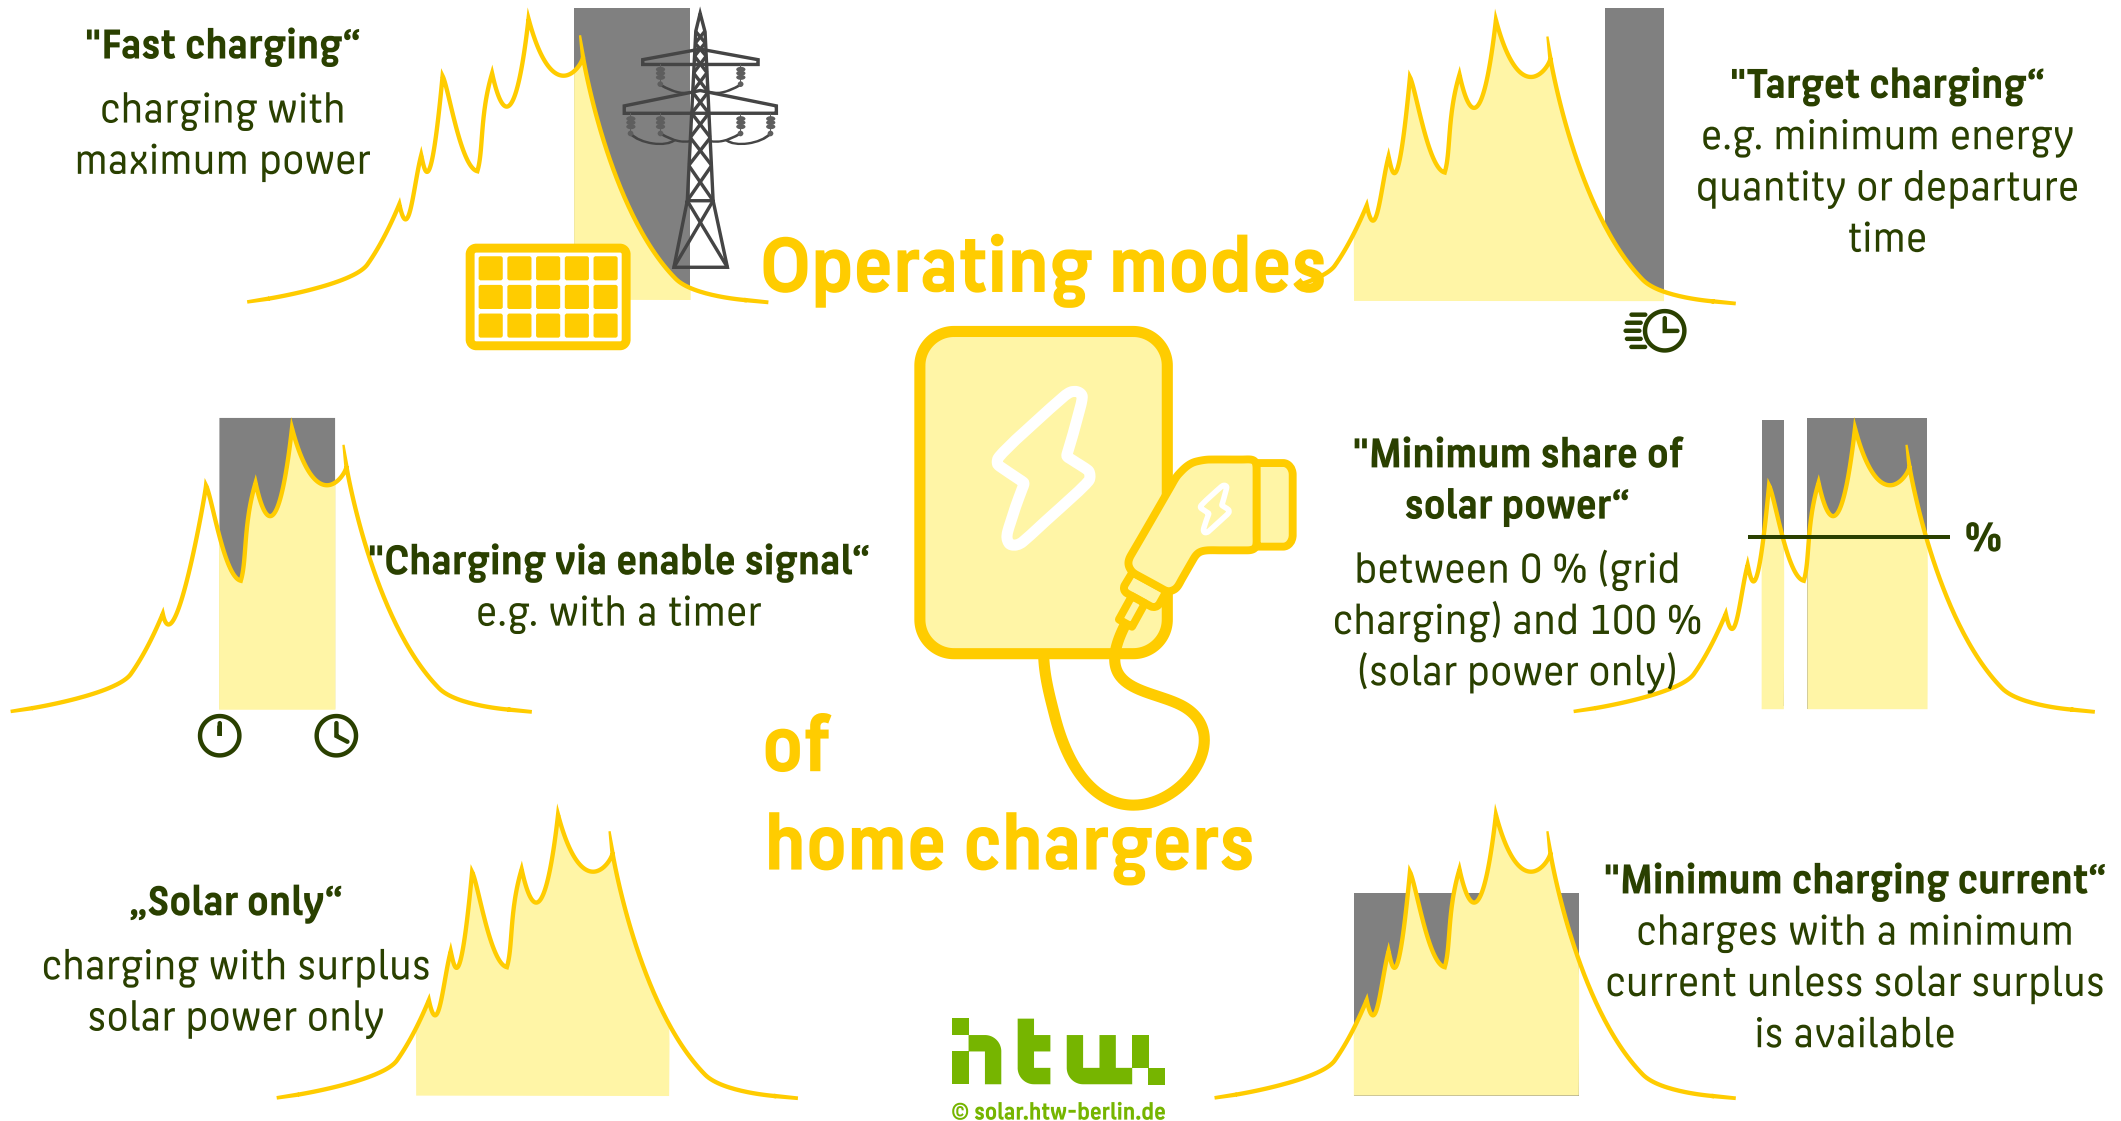 "Fast charging“
charging with
maximum power
"Target charging“
e.g. minimum energy
quantity or departure
time
Operating modes
"Charging via enable signal“
e.g. with a timer
"Minimum share of
solar power“
between 0 % (grid
charging) and 100 %
(solar power only)
%
of
home chargers
„Solar only“
charging with surplus
solar power only
"Minimum charging current“
charges with a minimum
current unless solar surplus
is available
htw.
© solar.htw-berlin.de